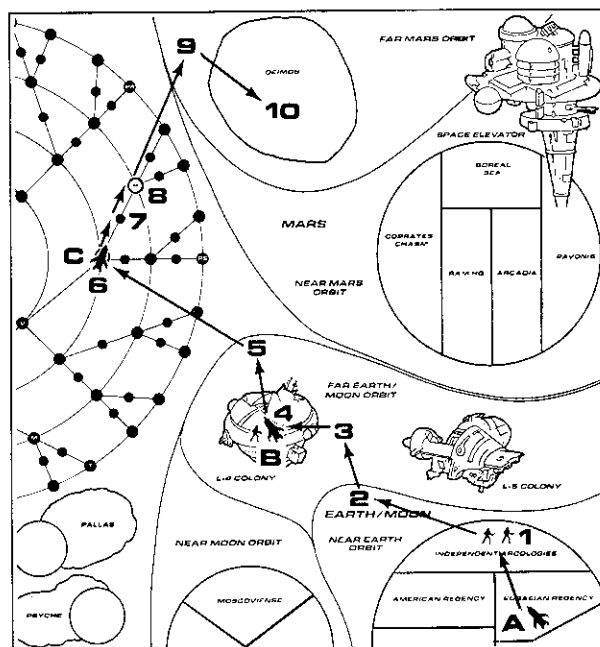 9
FAR MARS ORBIT
DEIMOS
10
SPACE ELEVATOR
BOREAL
SEA
8
7
MARS
COPRATES
CHASM
PAVONIS
C
RAMING
ARCADIA
6
NEAR MARS
ORBIT
5
FAR EARTH/
MOON ORBIT
4
3
B
L-4 COLONY
L-5 COLONY
2
EARTH/MOON
1
PALLAS
NEAR MOON ORBIT
NEAR EARTH
ORBIT
INDEPENDENT ARCOLOGIES
MOSCOVIENSE
AMERICAN REGENCY
EURASIAN REGENCY
PSYCHE
A